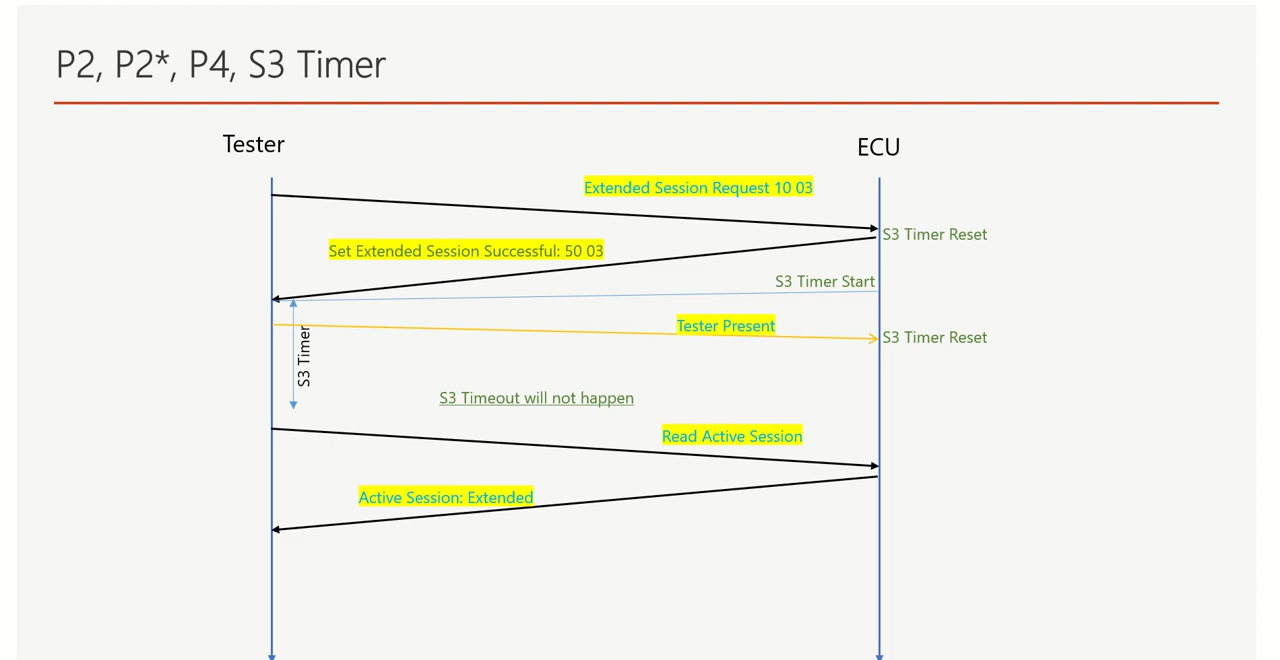 P2, P2*, P4, S3 Timer
Tester
ECU
Extended Session Request 10 03
S3 Timer Reset
Set Extended Session Successful: 50 03
S3 Timer Start
Tester Present
S3 Timer Reset
S3 Timer
S3 Timeout will not happen
Read Active Session
Active Session: Extended